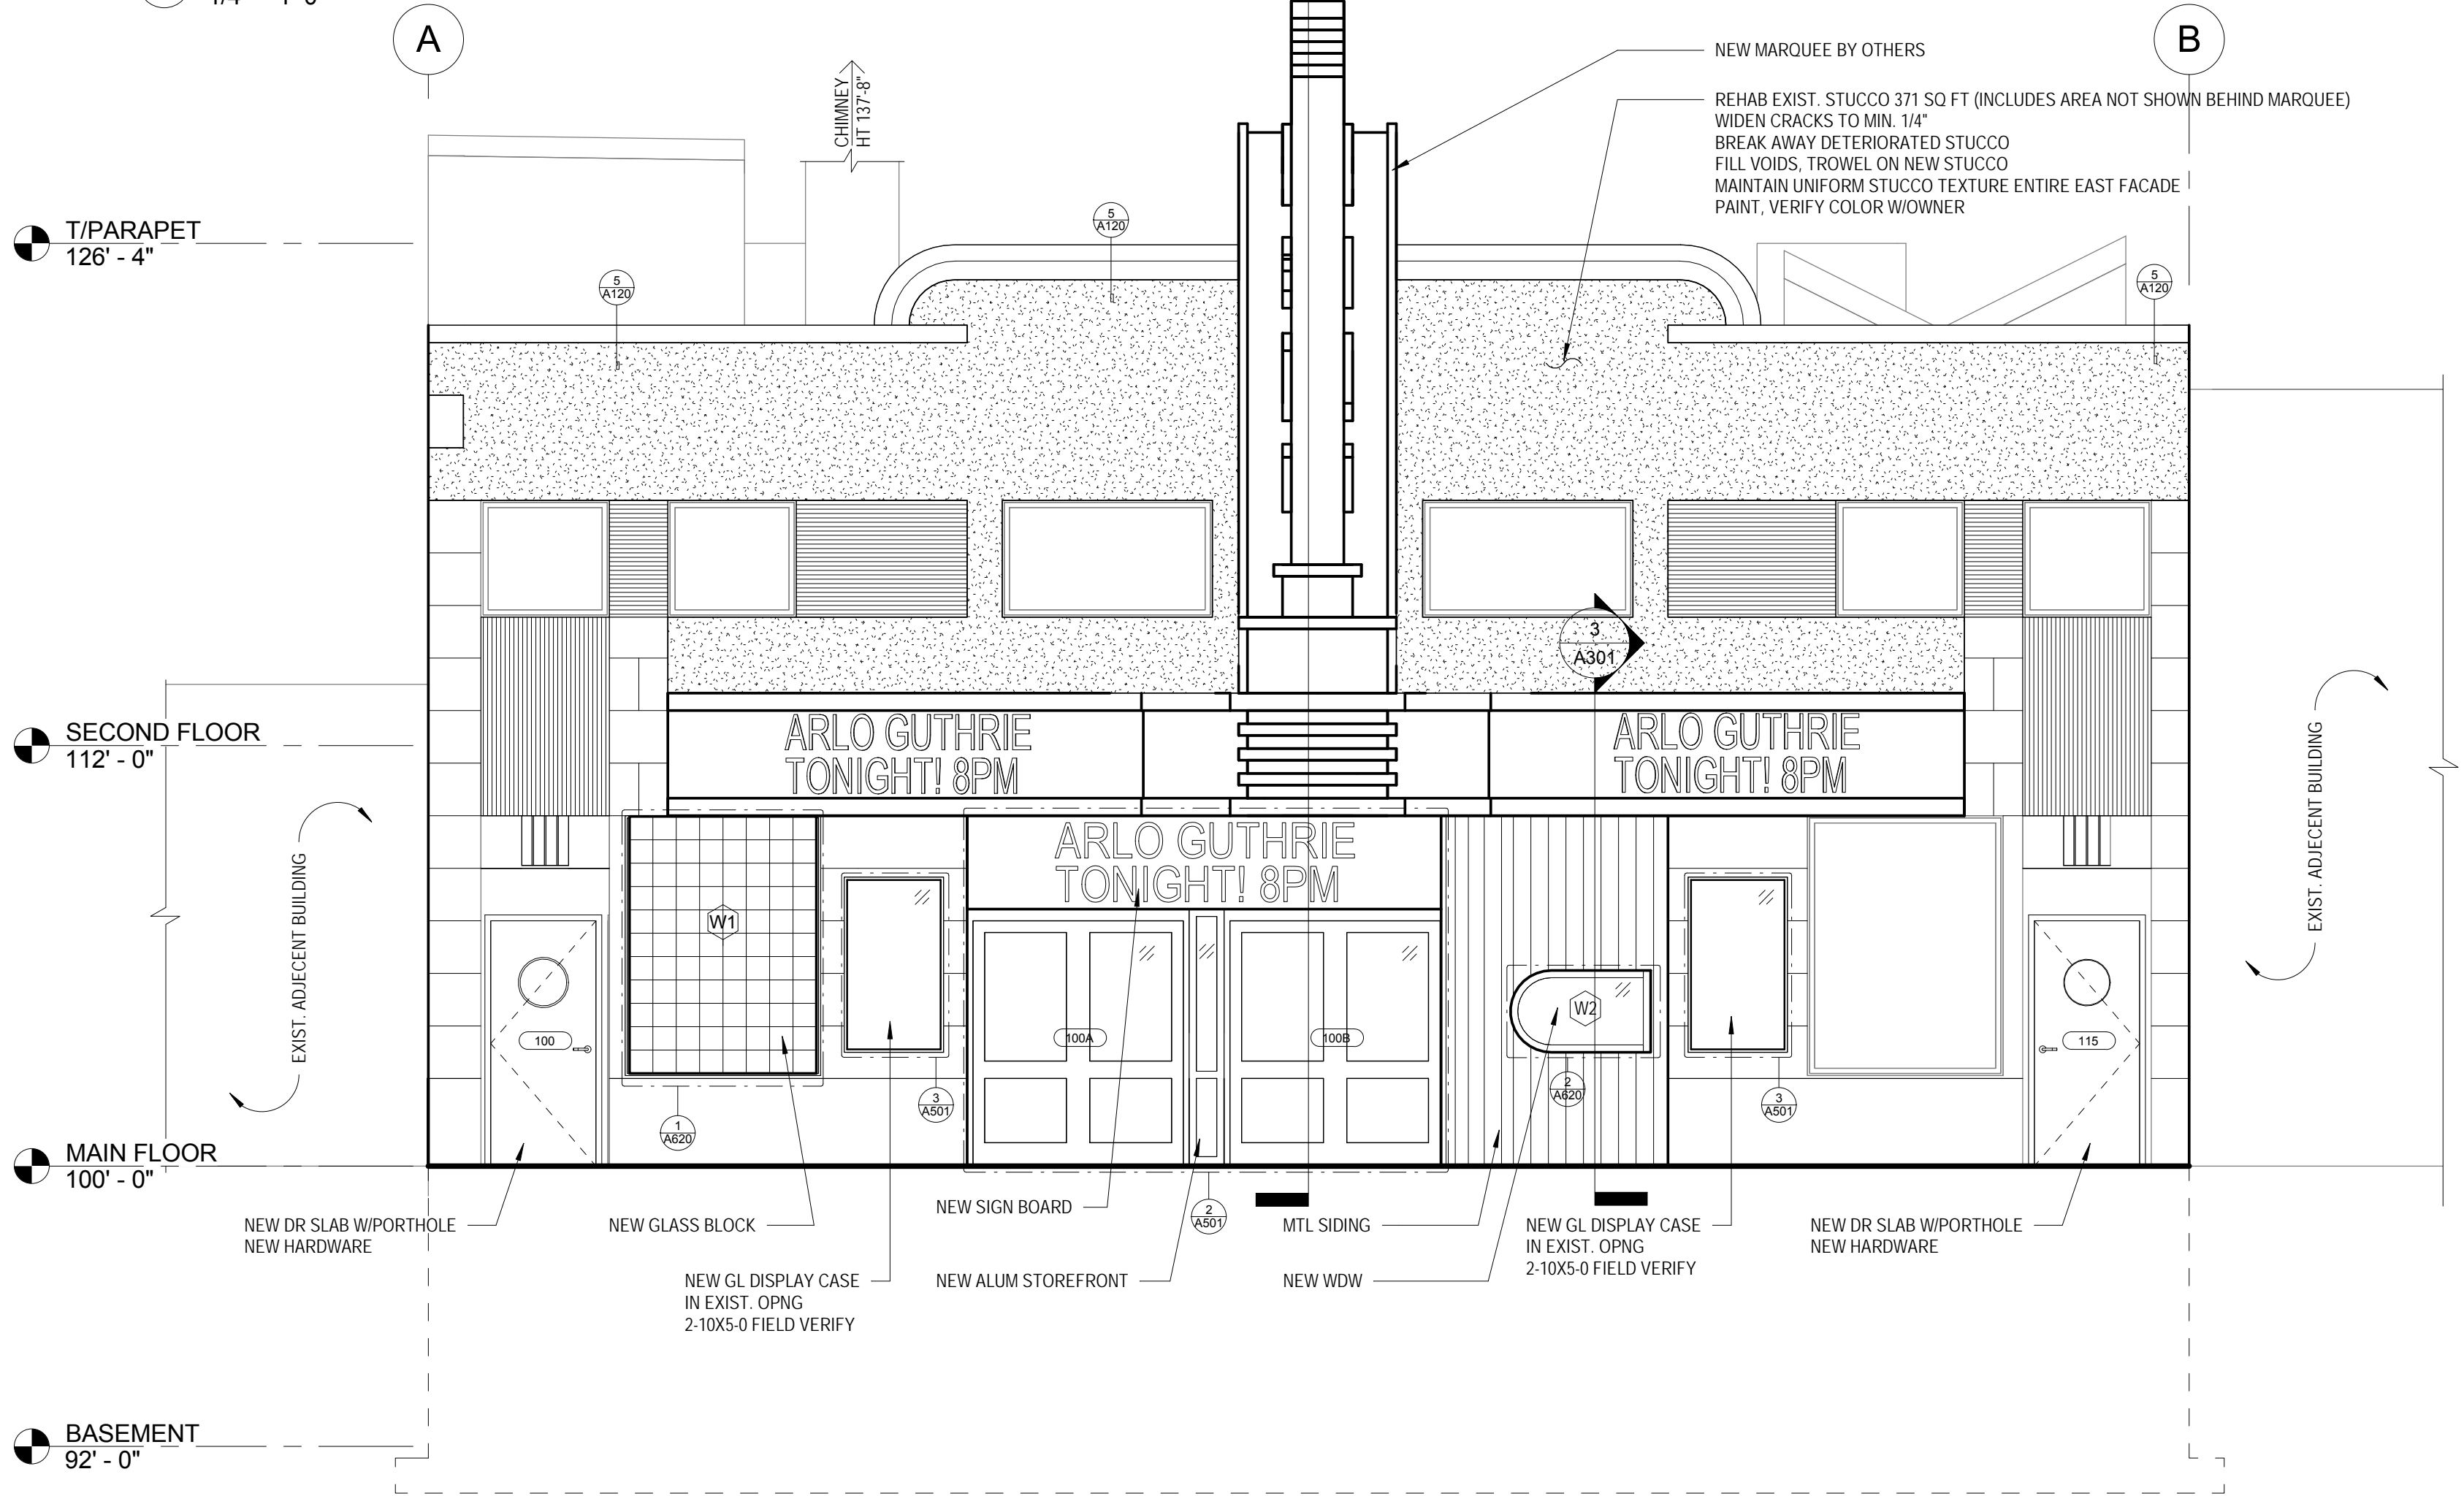 A
B
NEW MARQUEE BY OTHERS
CHIMNEY
HT 137'-8"
REHAB EXIST. STUCCO 371 SQ FT (INCLUDES AREA NOT SHOWN BEHIND MARQUEE)
WIDEN CRACKS TO MIN. 1/4"
BREAK AWAY DETERIORATED STUCCO
FILL VOIDS, TROWEL ON NEW STUCCO
MAINTAIN UNIFORM STUCCO TEXTURE ENTIRE EAST FACADE
PAINT, VERIFY COLOR W/OWNER
T/PARAPET
126' - 4"
5
A120
5
A120
5
A120
3
A301
SECOND FLOOR
112' - 0"
ARLO GUTHRIE
TONIGHT! 8PM
ARLO GUTHRIE
TONIGHT! 8PM
ARLO GUTHRIE
TONIGHT! 8PM
EXIST. ADJECENT BUILDING
EXIST. ADJECENT BUILDING
W1
W2
100
100A
100B
115
3
A501
2
A620
3
A501
1
A620
MAIN FLOOR
100' - 0"
2
A501
NEW DR SLAB W/PORTHOLE
NEW HARDWARE
NEW GLASS BLOCK
NEW SIGN BOARD
MTL SIDING
NEW GL DISPLAY CASE
IN EXIST. OPNG
2-10X5-0 FIELD VERIFY
NEW DR SLAB W/PORTHOLE
NEW HARDWARE
NEW GL DISPLAY CASE
IN EXIST. OPNG
2-10X5-0 FIELD VERIFY
NEW ALUM STOREFRONT
NEW WDW
BASEMENT
92' - 0"